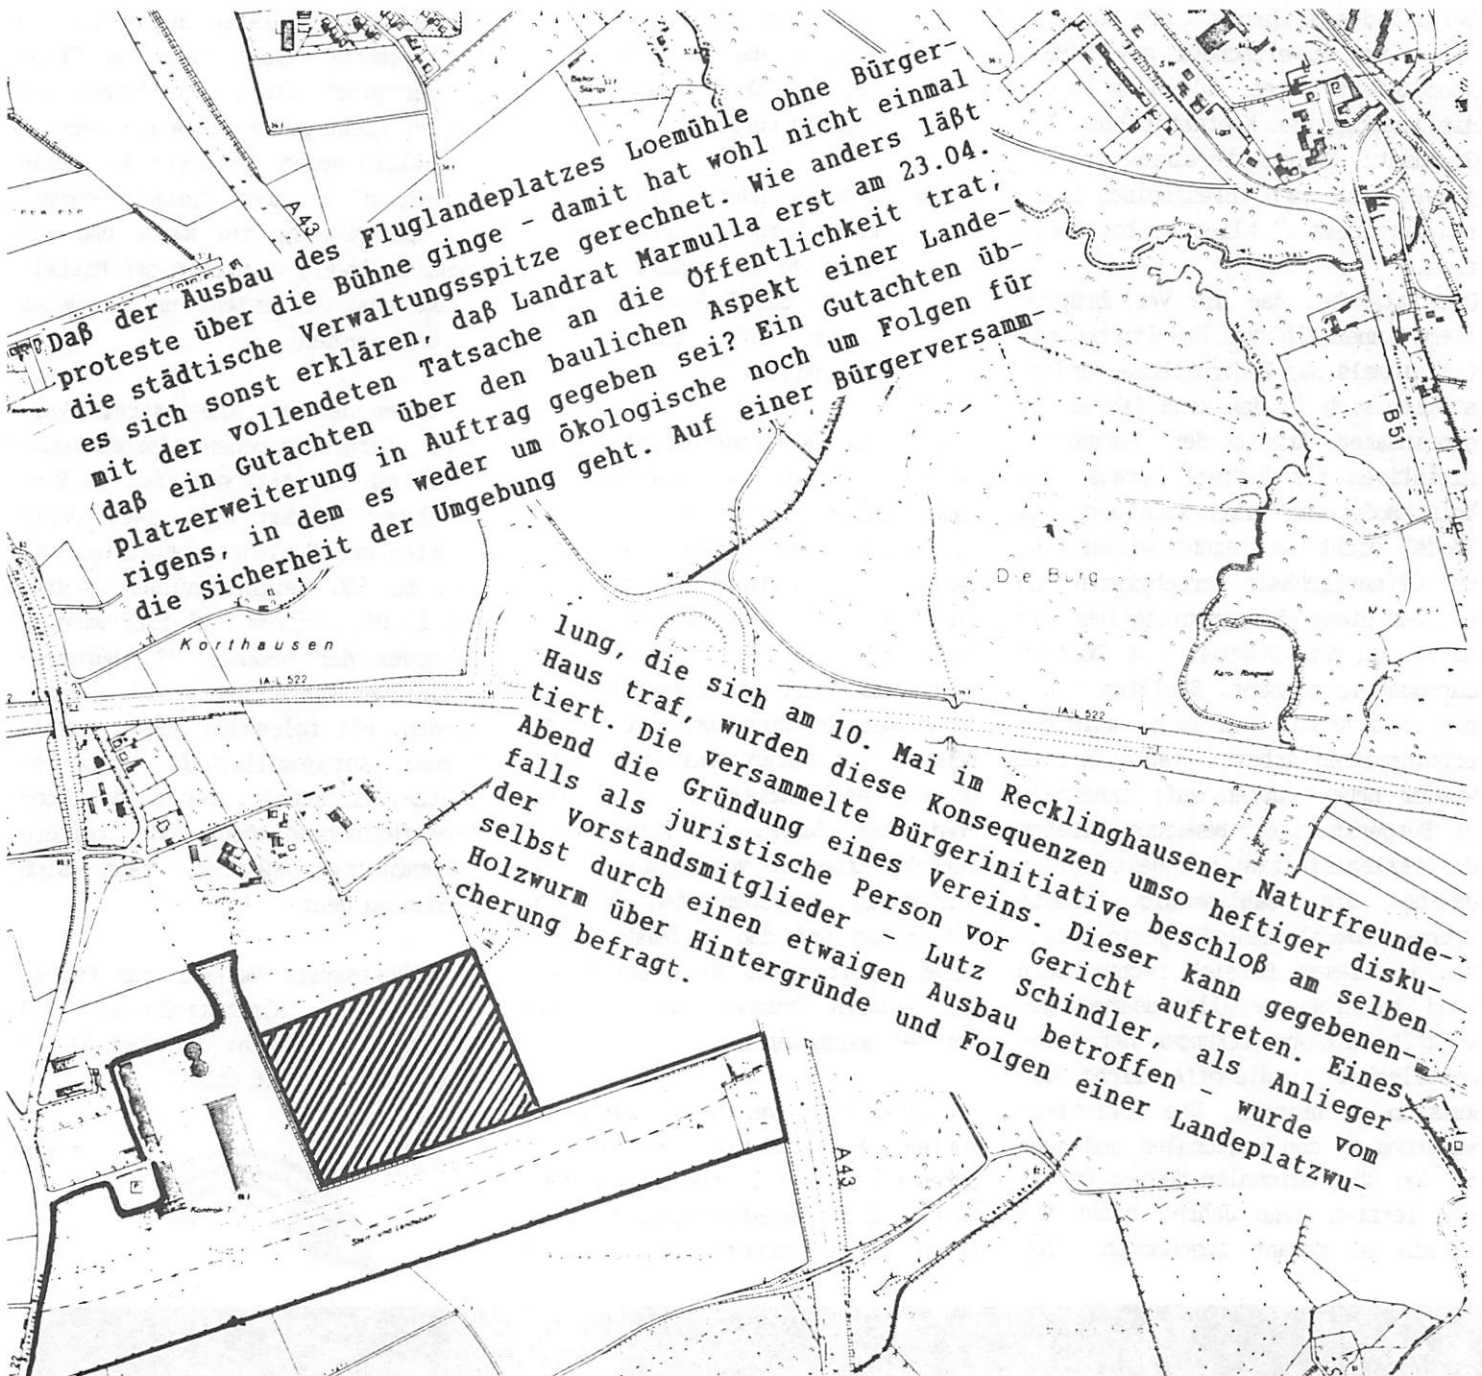 A 43
Daß der Ausbau des Fluglandeplatzes Loemühle ohne Bürger-
proteste über die Bühne ginge - damit hat wohl nicht einmal
die städtische Verwaltungsspitze gerechnet. Wie anders läßt
es sich sonst erklären, daß Landrat Marmulla erst am 23.04.
mit der vollendeten Tatsache an die Öffentlichkeit trat,
daß ein Gutachten über den baulichen Aspekt einer Lande-
platzerweiterung in Auftrag gegeben sei? Ein Gutachten üb-
rigens, in dem es weder um ökologische noch um Folgen für
die Sicherheit der Umgebung geht. Auf einer Bürgerversamm-
B 51
Die Burg
Korthausen
IA-L 522
IA-L 522
lung, die sich am 10. Mai im Recklinghausener Naturfreunde-
Haus traf, wurden diese Konsequenzen umso heftiger disku-
tiert. Die versammelte Bürgerinitiative beschloß am selben
Abend die Gründung eines Vereins. Dieser kann gegebenen-
falls als juristische Person vor Gericht auftreten. Eines
der Vorstandsmitglieder - Lutz Schindler als Anlieger
selbst durch einen etwaigen Ausbau betroffen - wurde vom
Holzwurm über Hintergründe und Folgen einer Landeplatzwu-
cherung befragt.
A 43